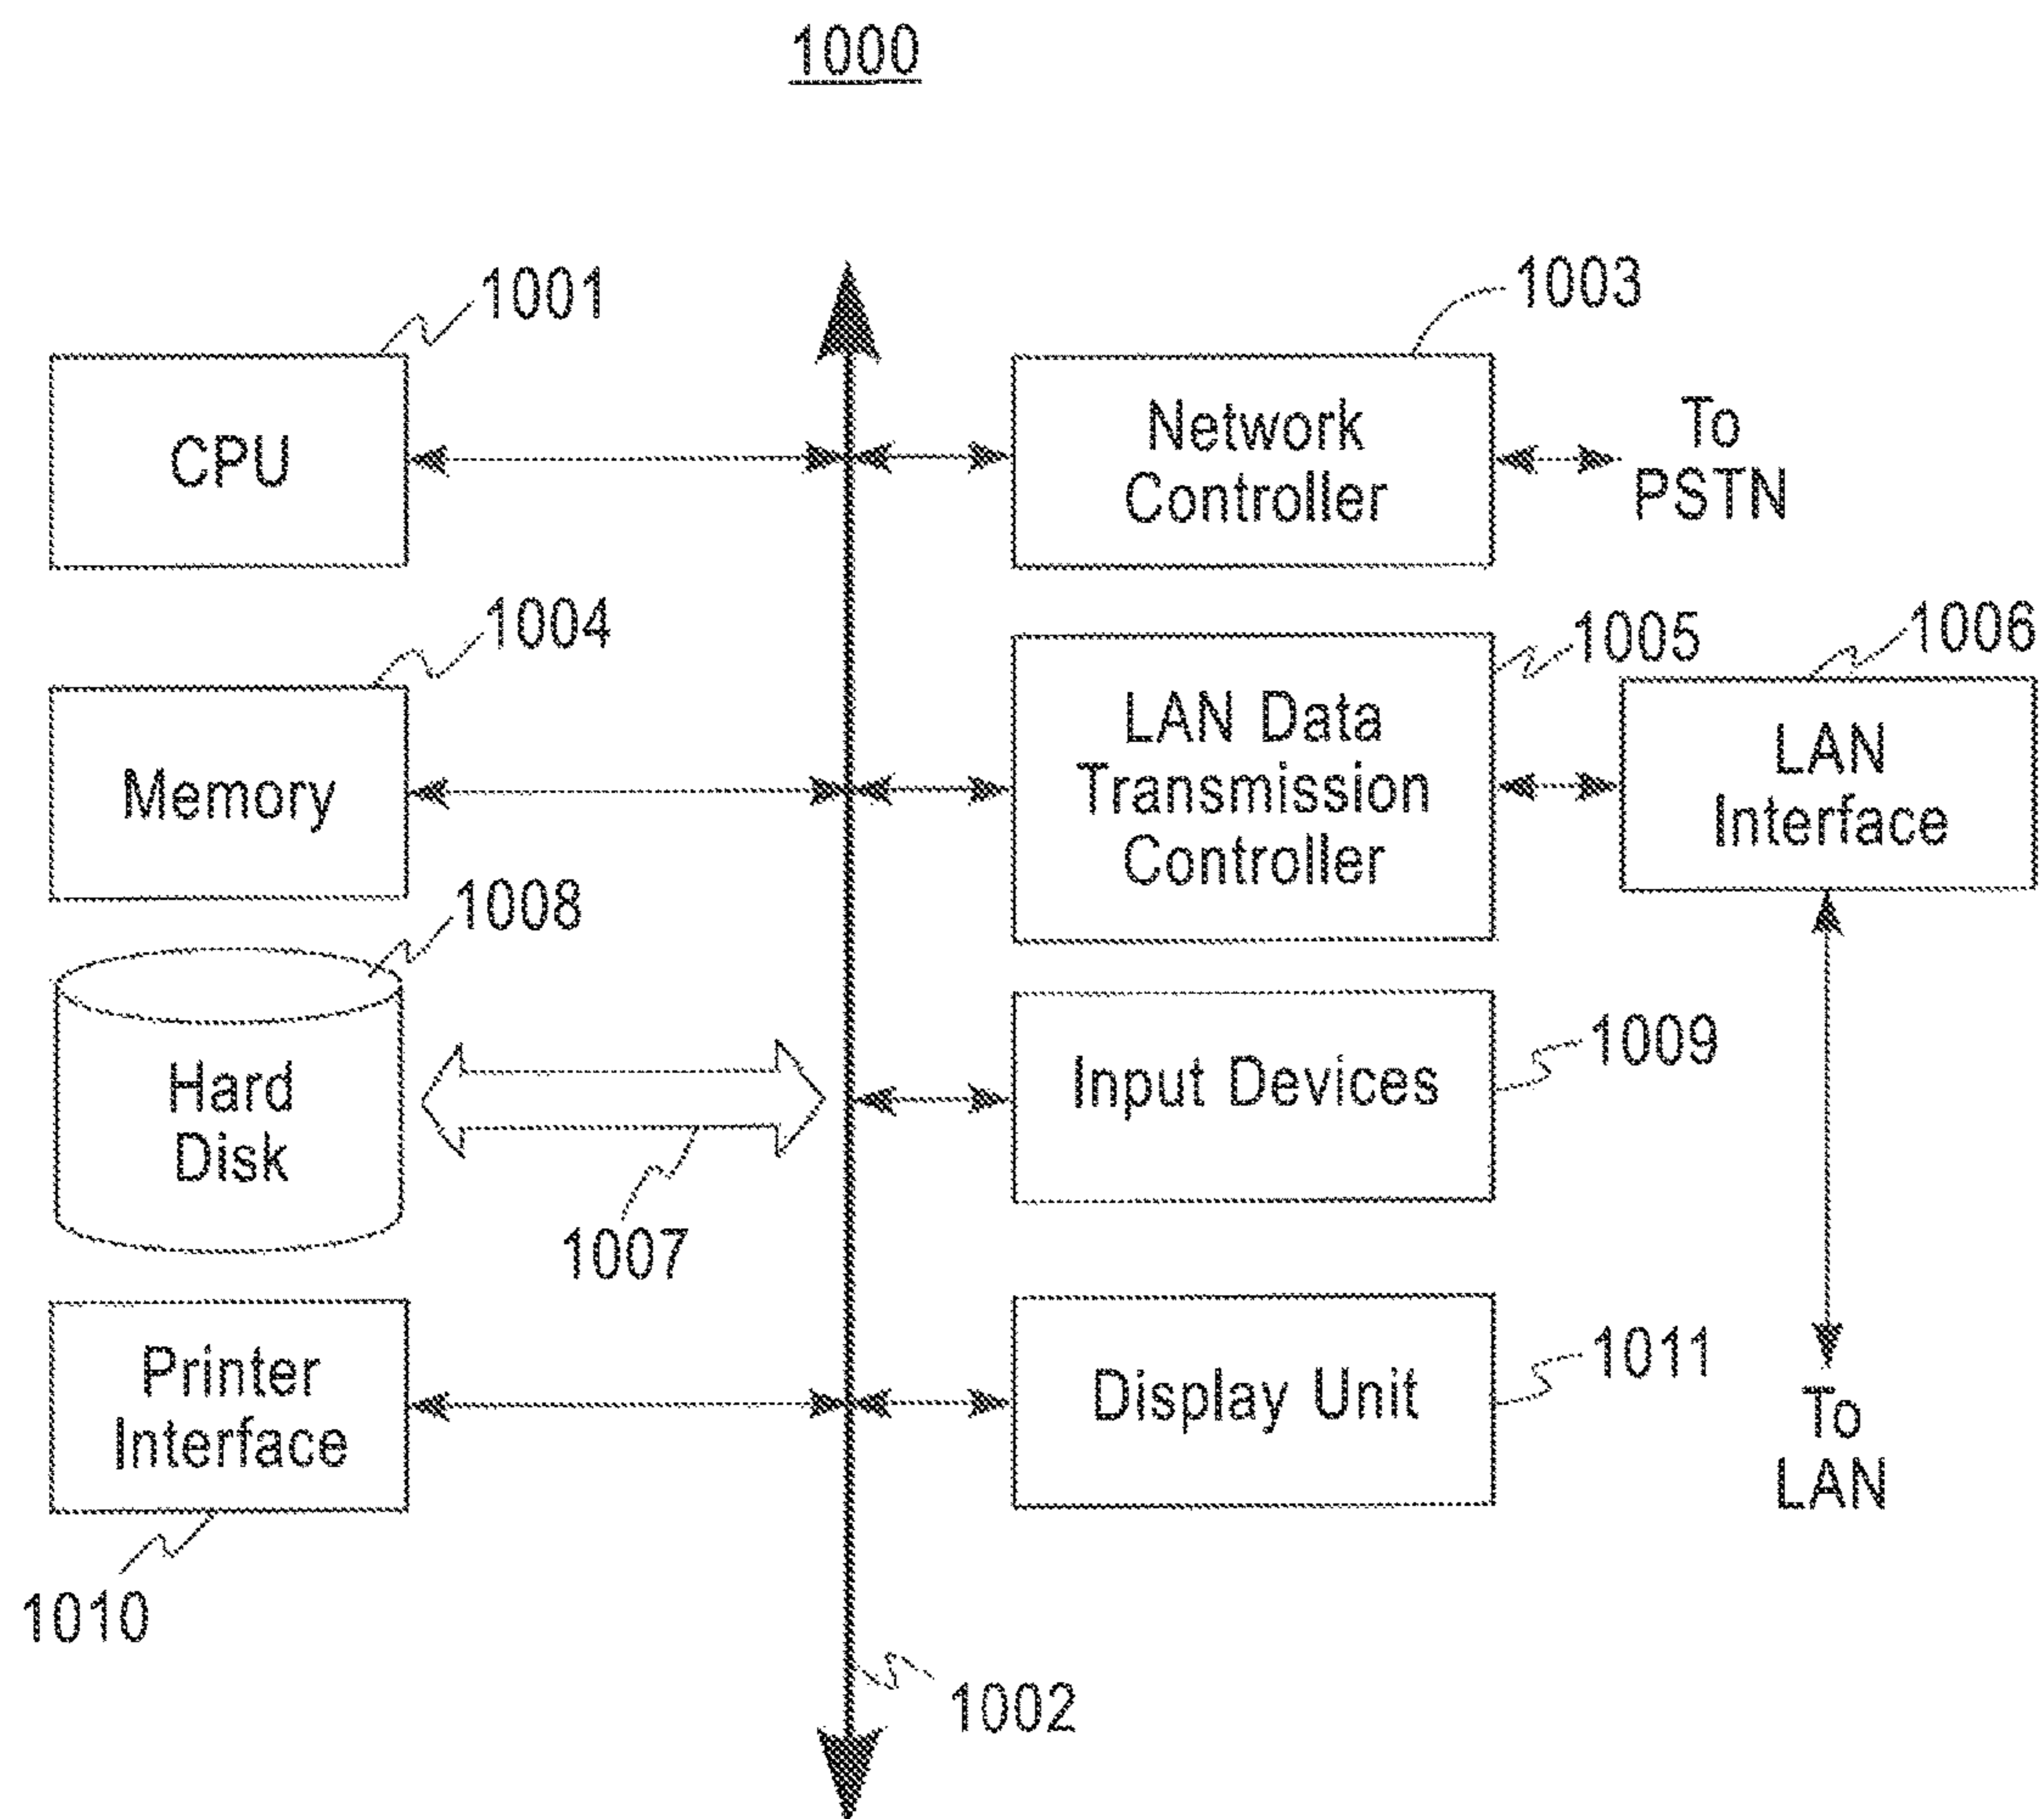 1000
1001
CPU
1003
Network
Controller
To
PSTN
1004
Memory
1005
LAN Data
Transmission
Controller
1006
LAN
Interface
1008
Hard
Disk
1007
1009
Input Devices
Printer
Interface
1010
1011
Display Unit
To
LAN
1002